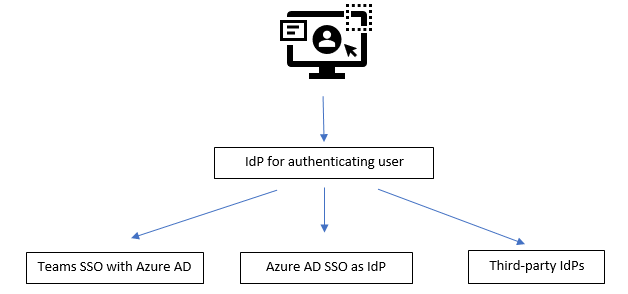 IdP for authenticating user
Teams SSO with Azure AD
Azure AD SSO as IdP
Third-party IdPs